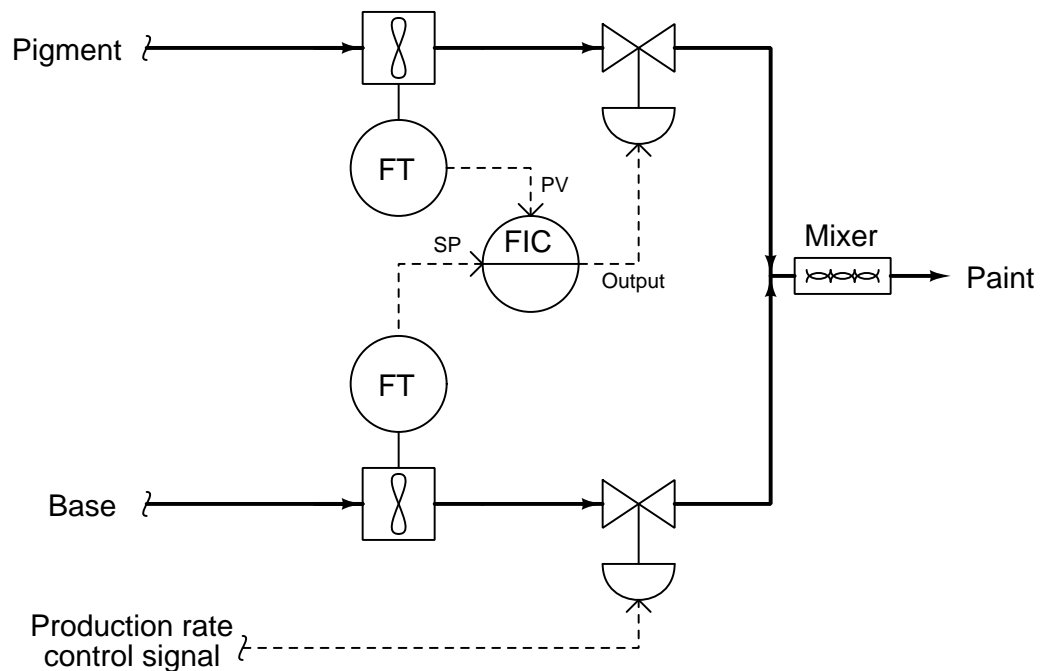 Pigment
FT
PV
SP
FIC
Output
Mixer
Paint
FT
Base
Production rate
control signal